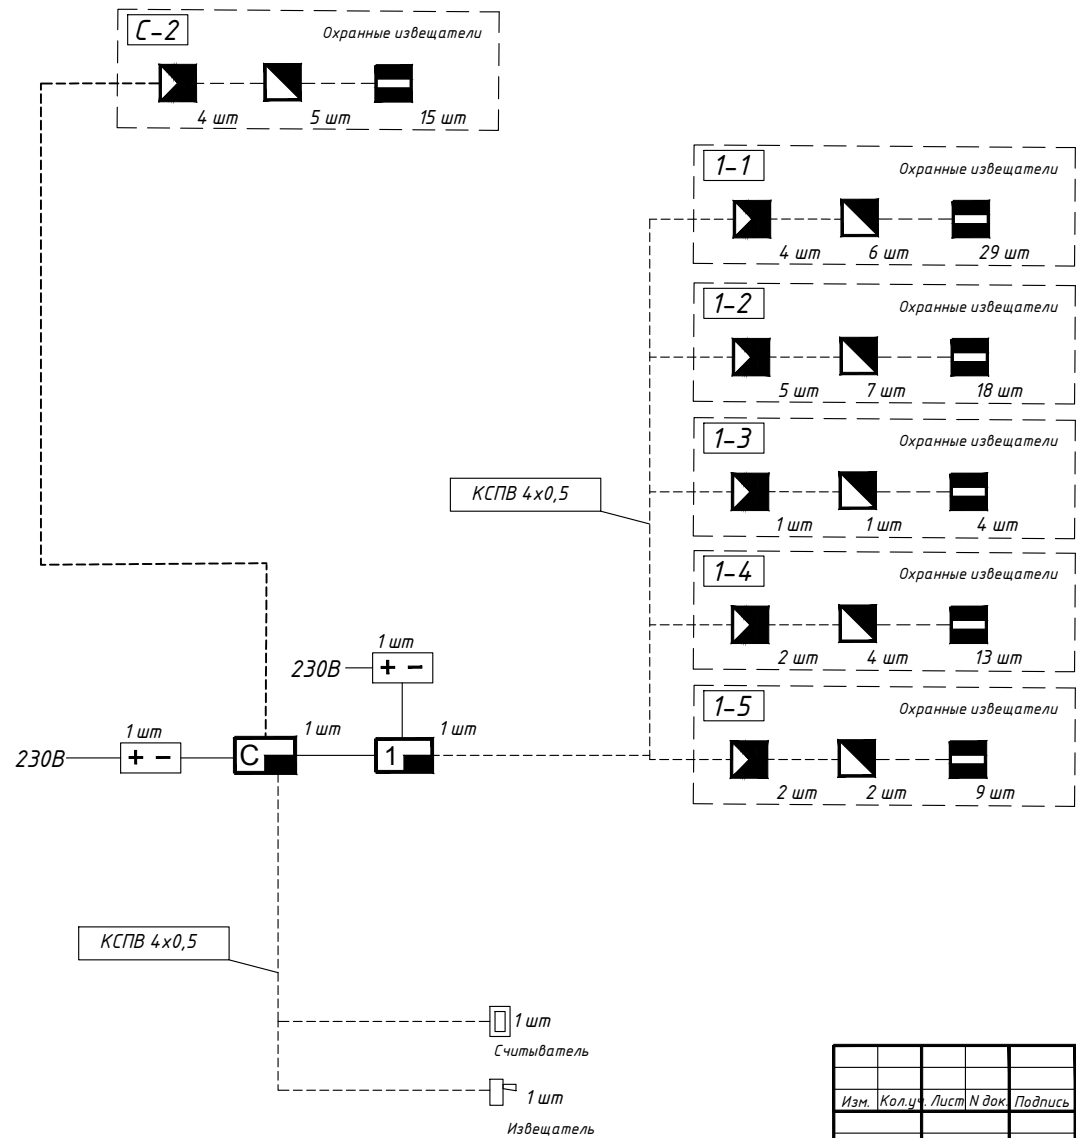 С-2
Охранные извещатели
4 шт 5 шт 15 шт
1-1
Охранные извещатели
4 шт 6 шт 29 шт
1-2
Охранные извещатели
5 шт 7 шт 18 шт
1-3
Охранные извещатели
1 шт 1 шт 4 шт
КСПВ 4х0,5
1-4
Охранные извещатели
2 шт 4 шт 13 шт
1-5
Охранные извещатели
2 шт 2 шт 9 шт
1 шт
230В + -
1 шт 1 шт 1 шт
230В + - С 1
КСПВ 4х0,5
1 шт
Считыватель
1 шт
Извещатель
Изм. Кол.уч. Лист N док. Подпись